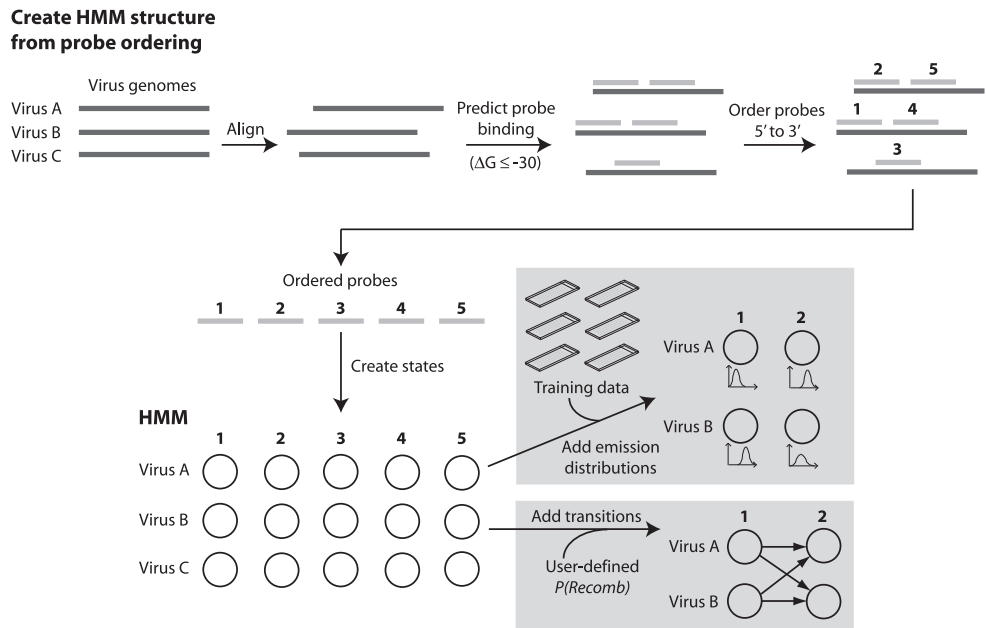 Create HMM structure
from probe ordering
Virus genomes
Virus A
Virus B
Virus C
Align
Predict probe
binding
(ΔG ≤ -30)
Order probes
5’ to 3’
2 5
1 4
3
Ordered probes
1 2 3 4 5
Create states
HMM
1 2 3 4 5
Virus A
Virus B
Virus C
Training data
Add emission
distributions
1 2
Virus A
Virus B
Add transitions
User-defined
P(Recomb)
1 2
Virus A
Virus B